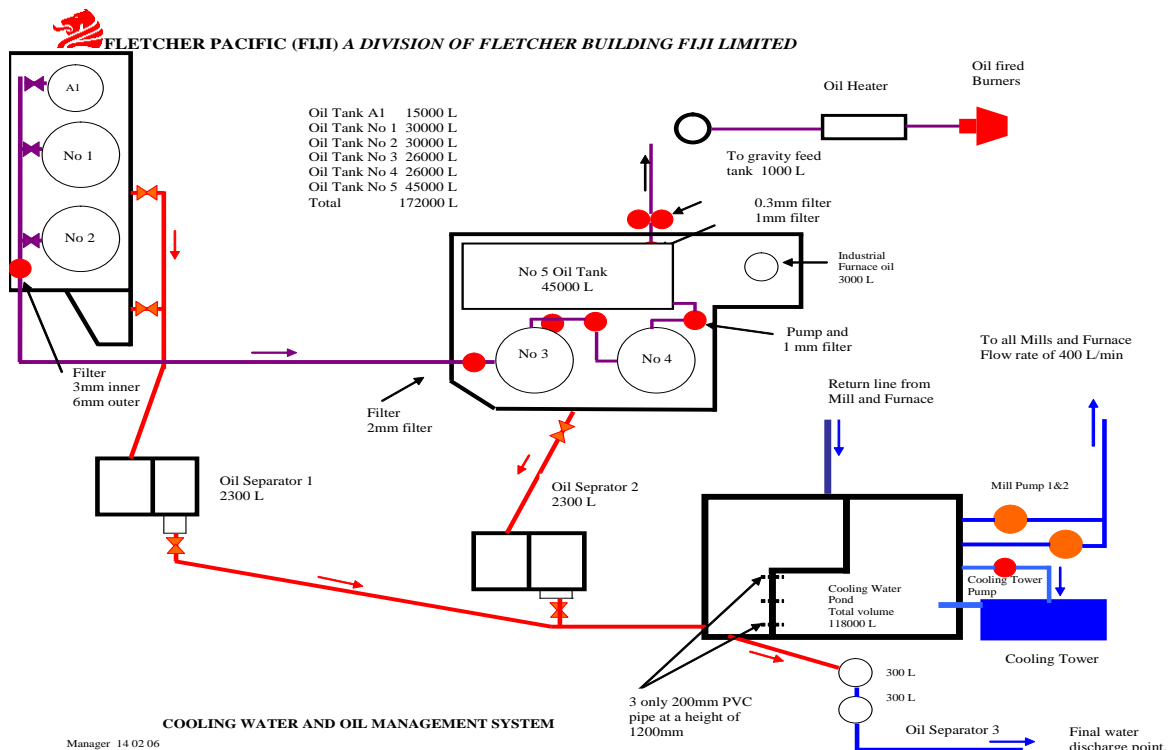 FLETCHER PACIFIC (FIJI) A DIVISION OF FLETCHER BUILDING FIJI LIMITED
A1
No 1
No 2
Oil Tank A1 15000 L
Oil Tank No 1 30000 L
Oil Tank No 2 30000 L
Oil Tank No 3 26000 L
Oil Tank No 4 26000 L
Oil Tank No 5 45000 L
Total 172000 L
Oil Heater
Oil fired
Burners
To gravity feed
tank 1000 L
0.3mm filter
1mm filter
No 5 Oil Tank
45000 L
Industrial
Furnace oil
3000 L
No 3
No 4
Pump and
1 mm filter
Filter
3mm inner
6mm outer
Filter
2mm filter
To all Mills and Furnace
Flow rate of 400 L/min
Return line from
Mill and Furnace
Oil Separator 1
2300 L
Oil Seprator 2
2300 L
Mill Pump 1&2
Cooling Tower
Pump
Cooling Water
Pond
Total volume
118000 L
Cooling Tower
300 L
300 L
3 only 200mm PVC
pipe at a height of
1200mm
Oil Separator 3
Final water
discharge point.
COOLING WATER AND OIL MANAGEMENT SYSTEM
Manager 14 02 06